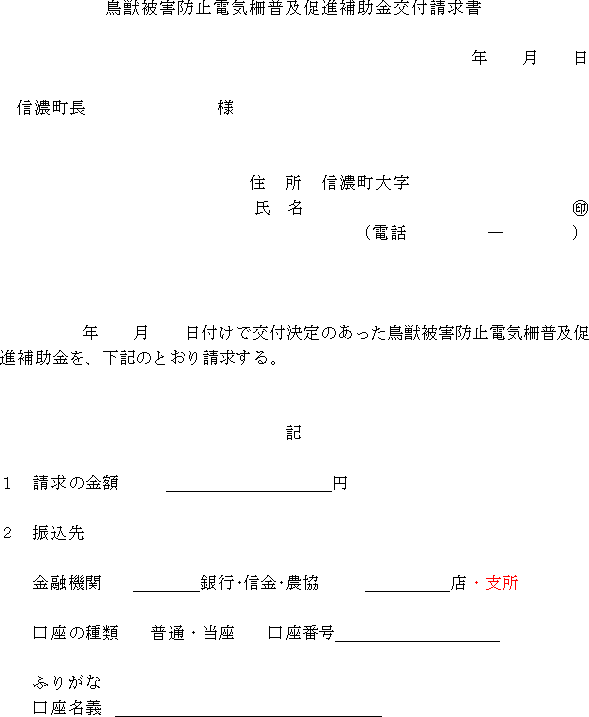 鳥獣被害防止電気柵普及促進補助金交付請求書
年　　月　　日
信濃町長　　　　　　　　様
住　所　信濃町大字
氏　名　　　　　　　　　　　　　　　㊞
（電話　　　　　―　　　　）
年　　月　　日付けで交付決定のあった鳥獣被害防止電気柵普及促
進補助金を、下記のとおり請求する。
記
１　請求の金額　　　＿＿＿＿＿＿＿＿＿＿円
２　振込先
金融機関　　＿＿＿＿銀行・信金・農協　　　＿＿＿＿＿店・支所
口座の種類　　普通・当座　　口座番号＿＿＿＿＿＿＿＿＿＿
ふりがな
口座名義　＿＿＿＿＿＿＿＿＿＿＿＿＿＿＿＿